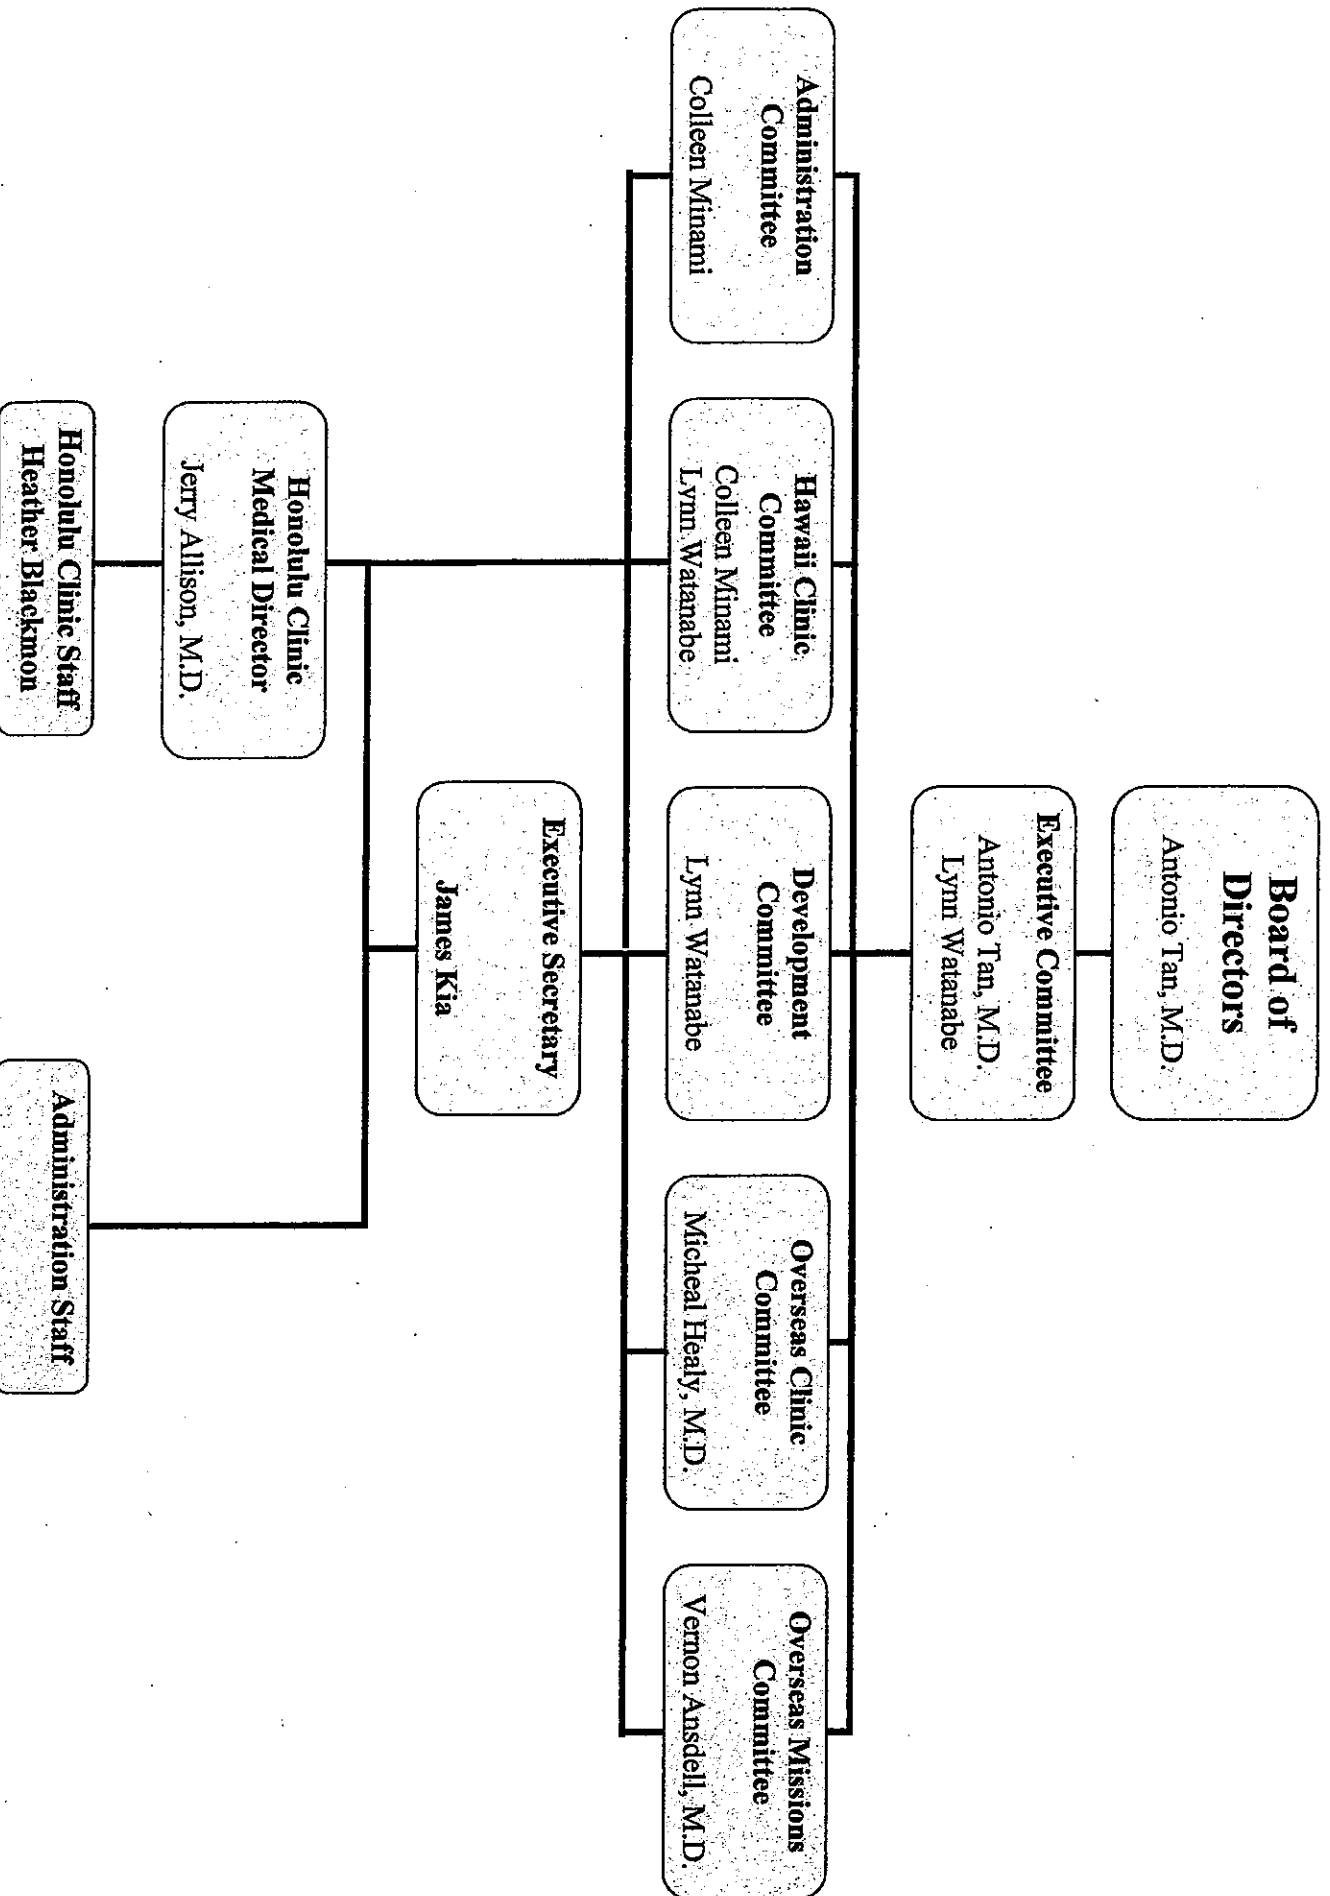 Board of
Directors
Antonio Tan, M.D.
Executive Committee
Antonio Tan, M.D.
Lynn Watanabe
Administration
Committee
Colleen Minami
Hawaii Clinic
Committee
Colleen Minami
Lynn Watanabe
Development
Committee
Lynn Watanabe
Overseas Clinic
Committee
Micheal Healy, M.D.
Overseas Missions
Committee
Vernon Ansdell, M.D.
Executive Secretary
James Kia
Honolulu Clinic
Medical Director
Jerry Allison, M.D.
Honolulu Clinic Staff
Heather Blackmon
Administration Staff